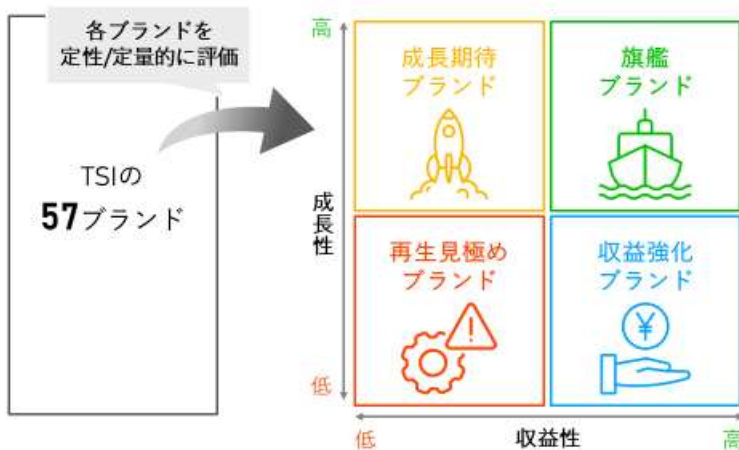 各ブランドを
定性/定量的に評価
TSIの
57ブランド
高
成長性
低
成長期待
ブランド
旗艦
ブランド
再生見極め
ブランド
!
収益強化
ブランド
¥
低
収益性
高